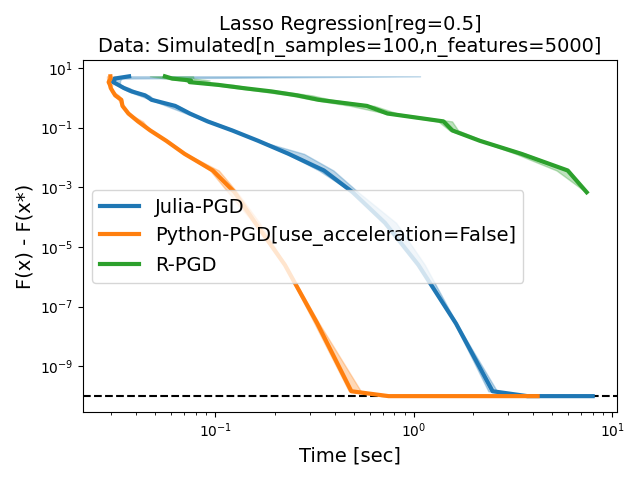 Lasso Regression[reg=0.5]
Data: Simulated[n_samples=100,n_features=5000]
F(x) - F(x*)
10¹
10⁻¹
10⁻³
10⁻⁵
10⁻⁷
10⁻⁹
Julia-PGD
Python-PGD[use_acceleration=False]
R-PGD
10⁻¹ 10⁰ 10¹
Time [sec]